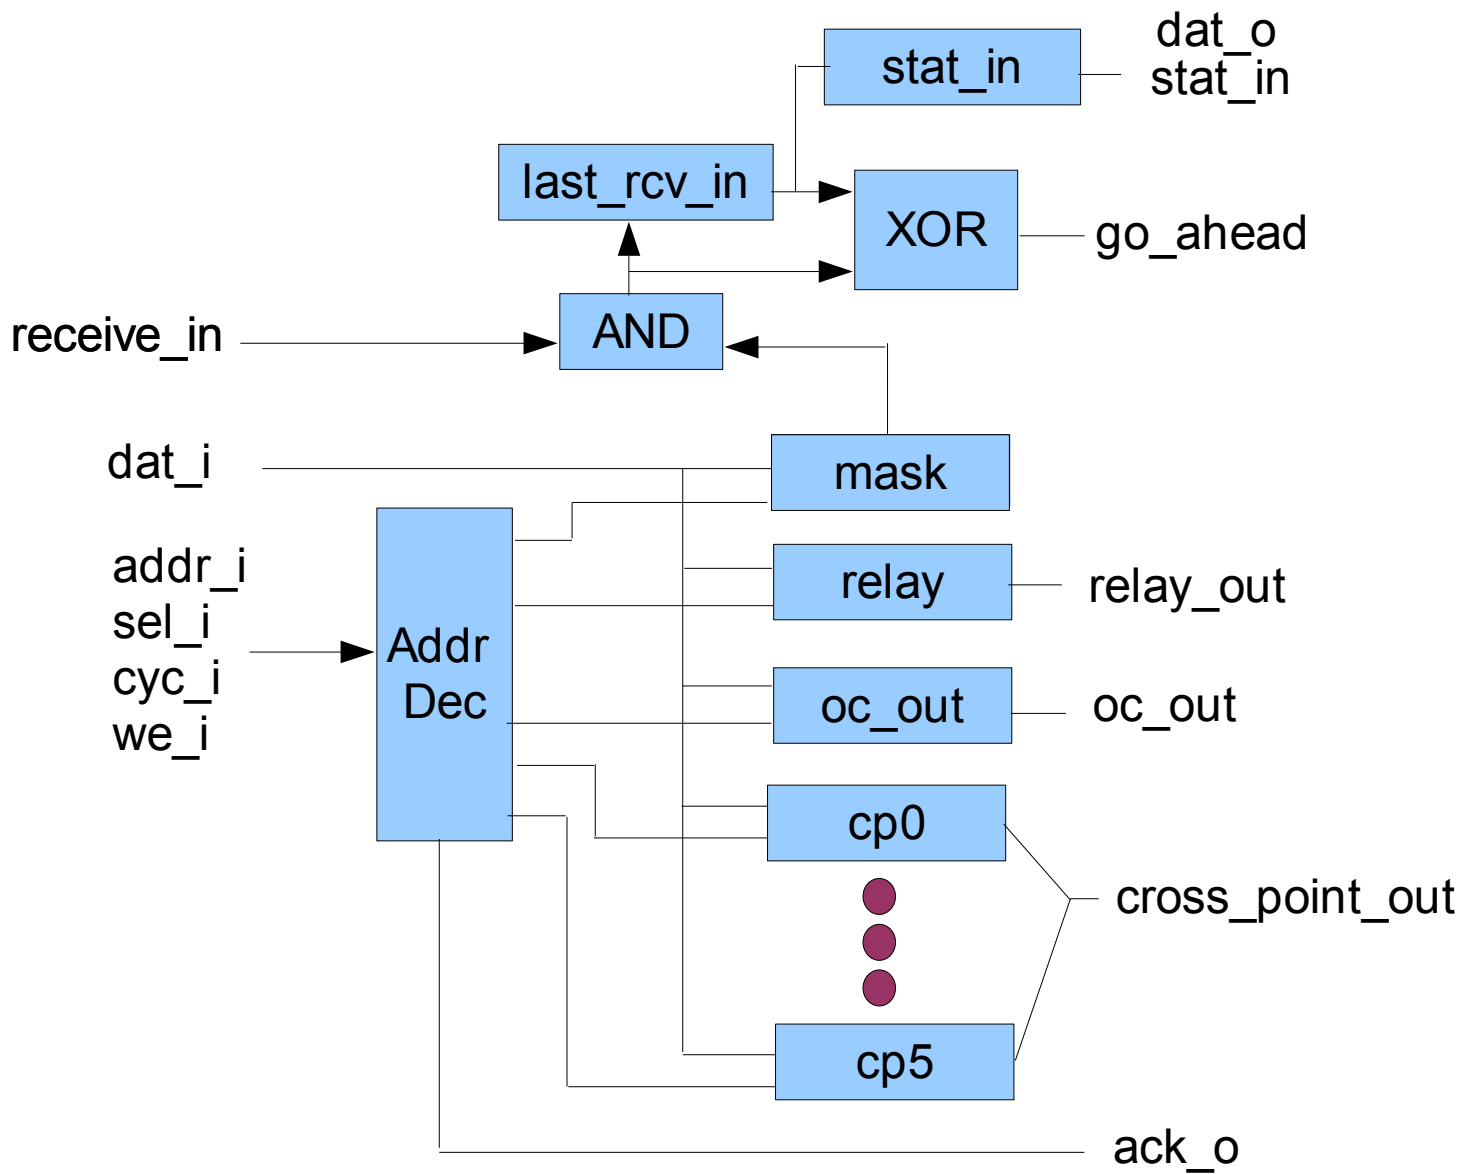 dat_o
stat_in
stat_in
last_rcv_in
XOR
go_ahead
receive_in
AND
dat_i
mask
addr_i
sel_i
cyc_i
we_i
Addr
Dec
relay
relay_out
oc_out
oc_out
cp0
cross_point_out
cp5
ack_o